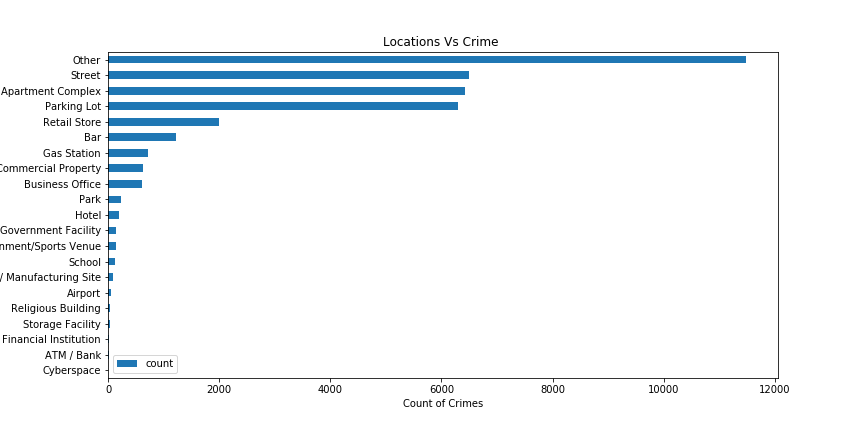 Locations Vs Crime
Other
Street
Apartment Complex
Parking Lot
Retail Store
Bar
Gas Station
Commercial Property
Business Office
Park
Hotel
Government Facility
nment/Sports Venue
School
/ Manufacturing Site
Airport
Religious Building
Storage Facility
Financial Institution
ATM / Bank
Cyberspace
count
0 2000 4000 6000 8000 10000 12000
Count of Crimes